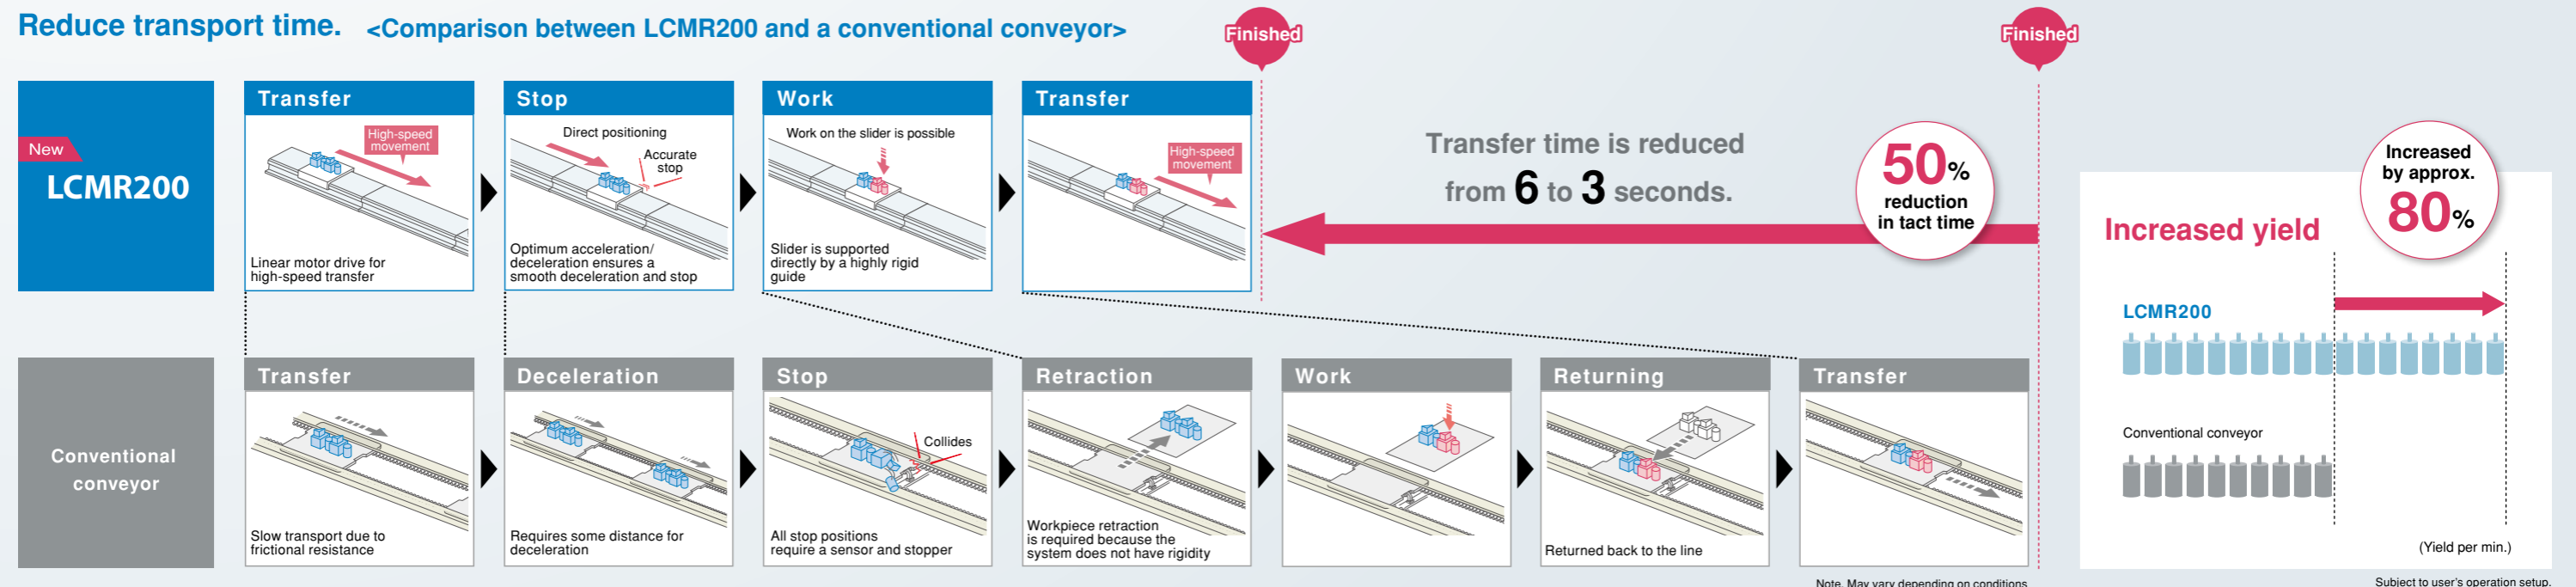 Reduce transport time. <Comparison between LCMR200 and a conventional conveyor>
Finished
Finished
New
LCMR200
Transfer
High-speed
movement
Linear motor drive for
high-speed transfer
Stop
Direct positioning
Accurate
stop
Optimum acceleration/
deceleration ensures a
smooth deceleration and stop
Work
Work on the slider is possible
Slider is supported
directly by a highly rigid
guide
Transfer
High-speed
movement
Transfer time is reduced
from 6 to 3 seconds.
50%
reduction
in tact time
Conventional
conveyor
Transfer
Slow transport due to
frictional resistance
Deceleration
Requires some distance for
deceleration
Stop
Collides
All stop positions
require a sensor and stopper
Retraction
Workpiece retraction
is required because the
system does not have rigidity
Work
Returning
Returned back to the line
Transfer
Note. May vary depending on conditions
Increased
by approx.
80%
Increased yield
LCMR200
Conventional conveyor
(Yield per min.)
Subject to user's operation setup.